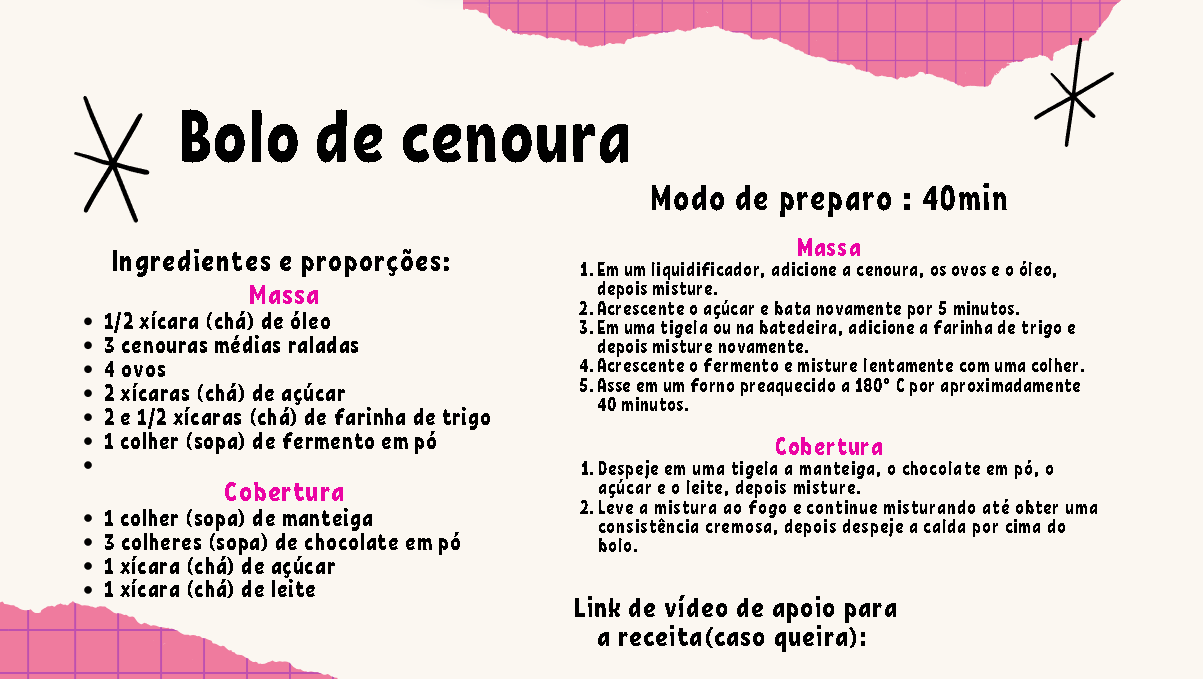 Bolo de cenoura
Ingredientes e proporções:
Massa
• 1/2 xícara (chá) de óleo
• 3 cenouras médias raladas
• 4 ovos
• 2 xícaras (chá) de açúcar
• 2 e 1/2 xícaras (chá) de farinha de trigo
• 1 colher (sopa) de fermento em pó
•
Cobertura
• 1 colher (sopa) de manteiga
• 3 colheres (sopa) de chocolate em pó
• 1 xícara (chá) de açúcar
• 1 xícara (chá) de leite
Modo de preparo : 40min
Massa
1. Em um liquidificador, adicione a cenoura, os ovos e o óleo,
depois misture.
2. Acrescente o açúcar e bata novamente por 5 minutos.
3. Em uma tigela ou na batedeira, adicione a farinha de trigo e
depois misture novamente.
4. Acrescente o fermento e misture lentamente com uma colher.
5. Asse em um forno preaquecido a 180° C por aproximadamente
40 minutos.
Cobertura
1. Despeje em uma tigela a manteiga, o chocolate em pó, o
açúcar e o leite, depois misture.
2. Leve a mistura ao fogo e continue misturando até obter uma
consistência cremosa, depois despeje a calda por cima do
bolo.
Link de vídeo de apoio para
a receita(caso queira):